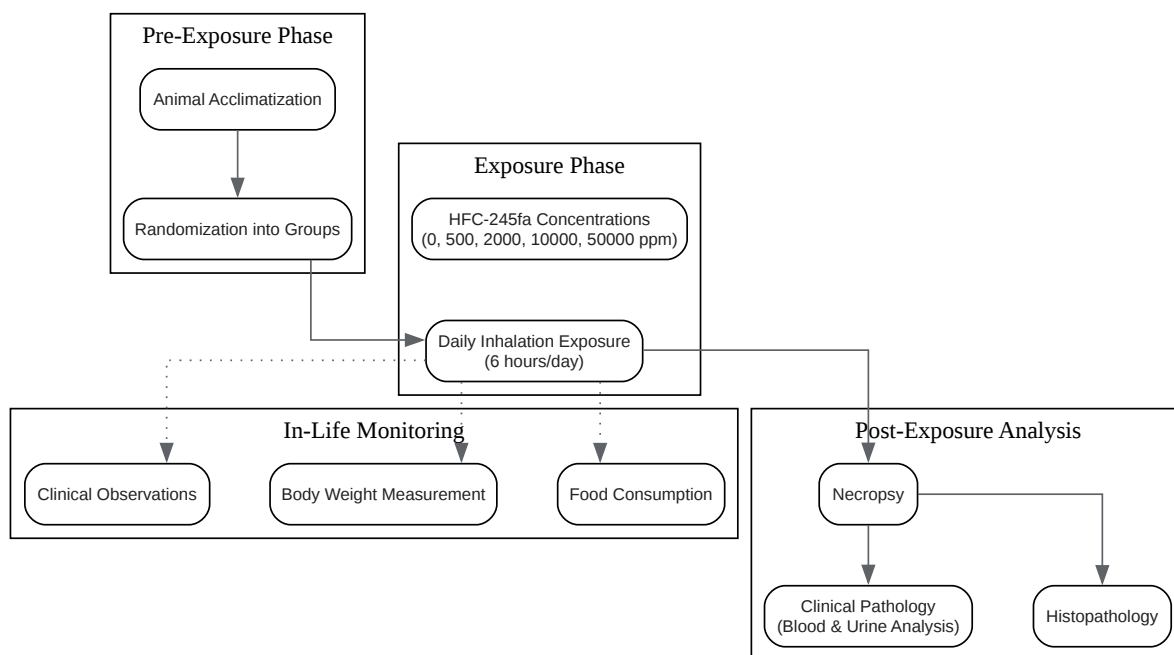 Pre-Exposure Phase
Animal Acclimatization
Randomization into Groups
Exposure Phase
HFC-245fa Concentrations
(0, 500, 2000, 10000, 50000 ppm)
Daily Inhalation Exposure
(6 hours/day)
In-Life Monitoring
Clinical Observations
Body Weight Measurement
Food Consumption
Post-Exposure Analysis
Necropsy
Clinical Pathology
(Blood & Urine Analysis)
Histopathology